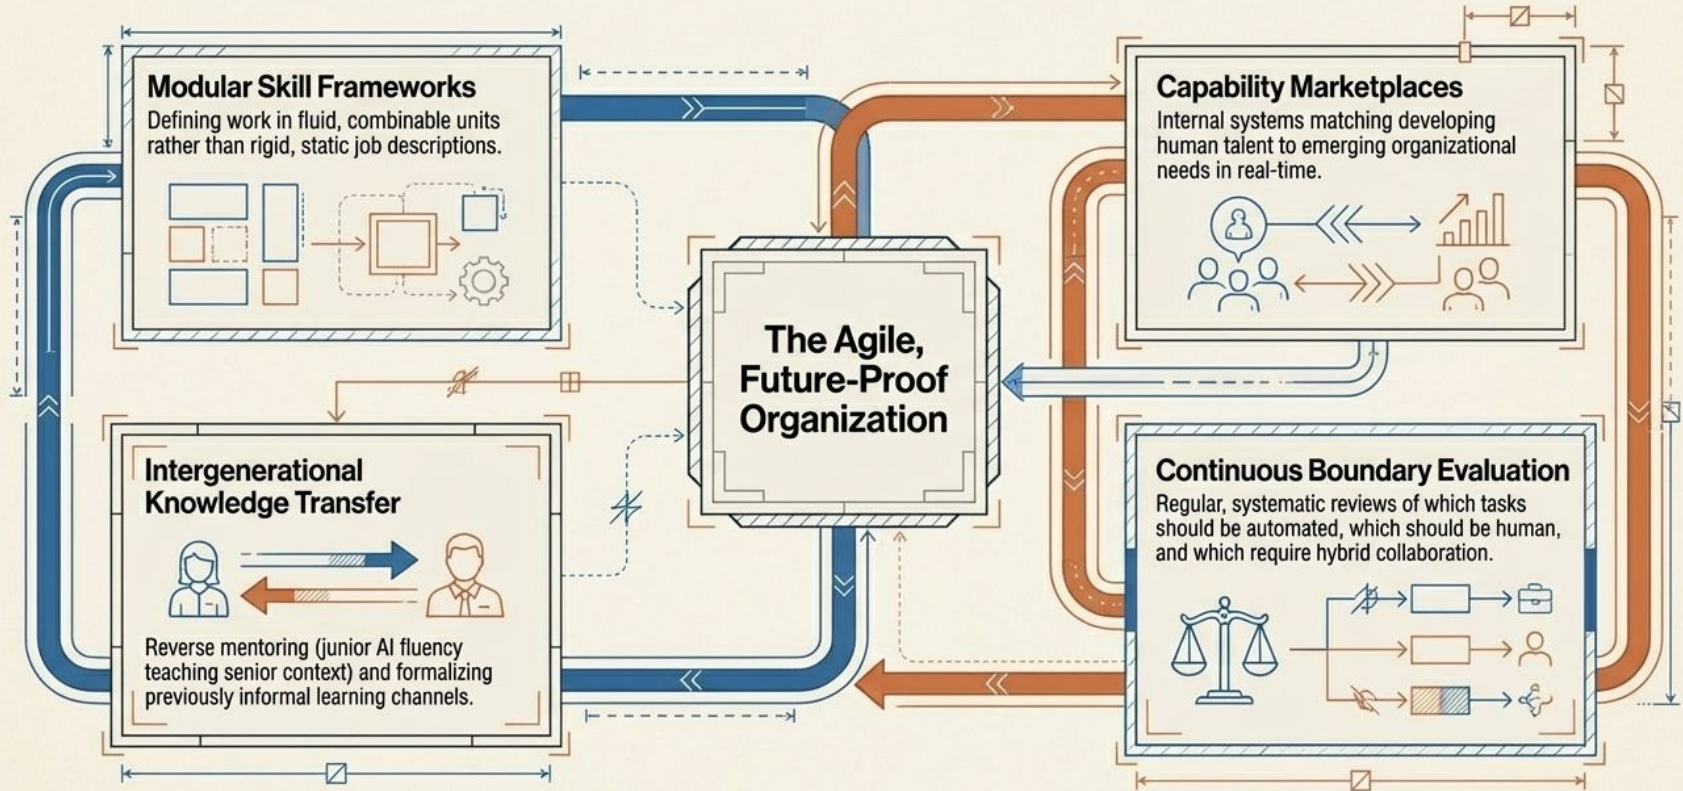 Modular Skill Frameworks
Defining work in fluid, combinable units
rather than rigid, static job descriptions.
Capability Marketplaces
Internal systems matching developing
human talent to emerging organizational
needs in real-time.
The Agile,
Future-Proof
Organization
Intergenerational
Knowledge Transfer
Reverse mentoring (junior AI fluency
teaching senior context) and formalizing
previously informal learning channels.
Continuous Boundary Evaluation
Regular, systematic reviews of which tasks
should be automated, which should be human,
and which require hybrid collaboration.